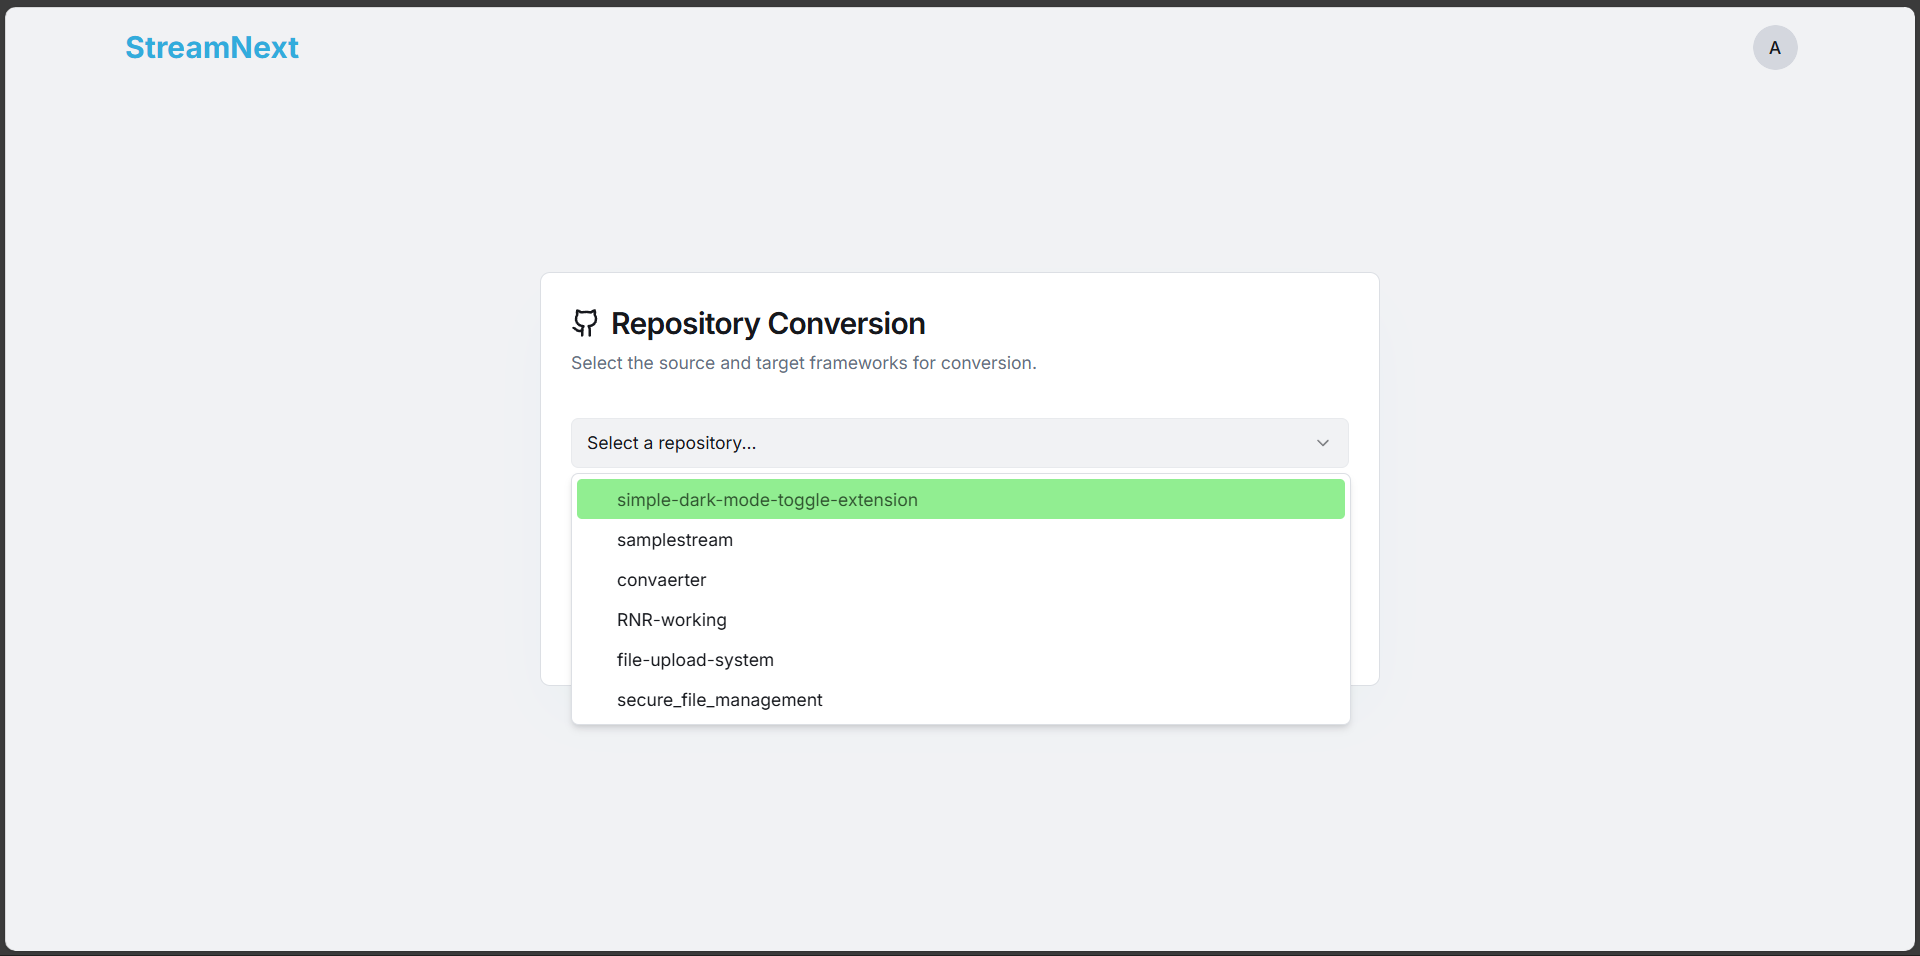 StreamNext
A
Repository Conversion
Select the source and target frameworks for conversion.
Select a repository...
simple-dark-mode-toggle-extension
samplestream
convaerter
RNR-working
file-upload-system
secure_file_management